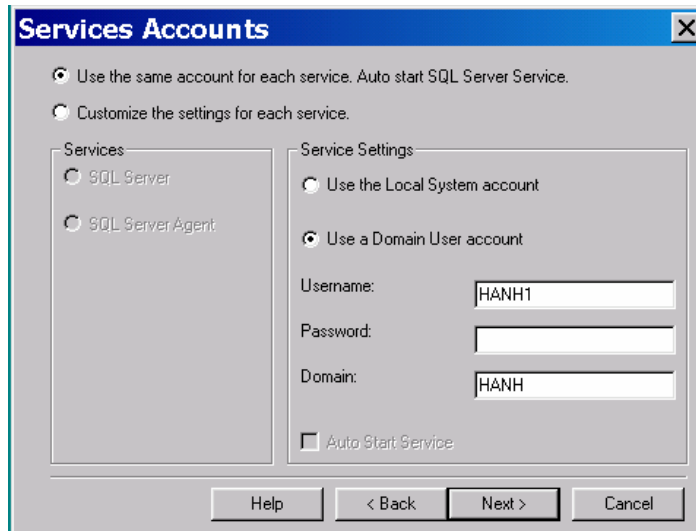 Services Accounts
Use the same account for each service. Auto start SQL Server Service.
Customize the settings for each service.
Services
SQL Server
SQL Server Agent
Service Settings
Use the Local System account
Use a Domain User account
Username: HANH1
Password:
Domain: HANH
Auto Start Service
Help < Back Next > Cancel